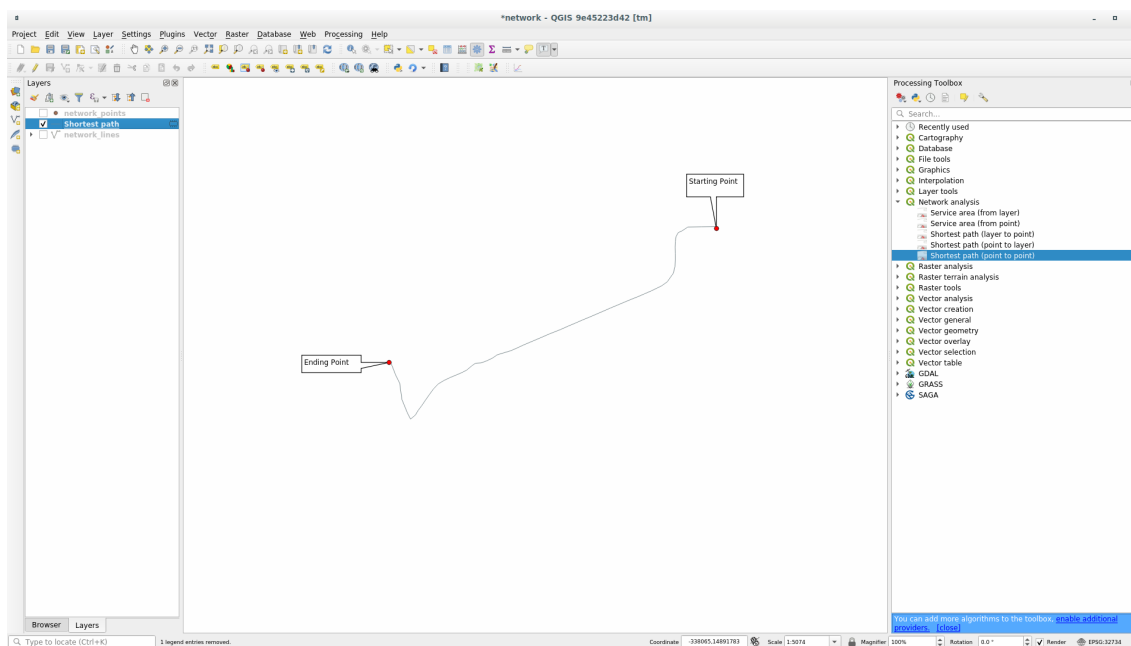 *network - QGIS 9e45223d42 [tm]
Project Edit View Layer Settings Plugins Vector Raster Database Web Processing Help
Layers
network_points
Shortest path
network_lines
Starting Point
Ending Point
Processing Toolbox
Search...
Recently used
Cartography
Database
File tools
Graphics
Interpolation
Layer tools
Network analysis
Service area (from layer)
Service area (from point)
Shortest path (layer to point)
Shortest path (point to layer)
Shortest path (point to point)
Raster analysis
Raster terrain analysis
Raster tools
Vector analysis
Vector creation
Vector general
Vector geometry
Vector overlay
Vector selection
Vector table
GDAL
GRASS
SAGA
You can add more algorithms to the toolbox, enable additional
providers. [close]
Browser Layers
Type to locate (Ctrl+K) 1 legend entries removed. Coordinate -338065,14891783 Scale 1:5074 Magnifier 100% Rotation 0.0 ° Render EPSG:32734